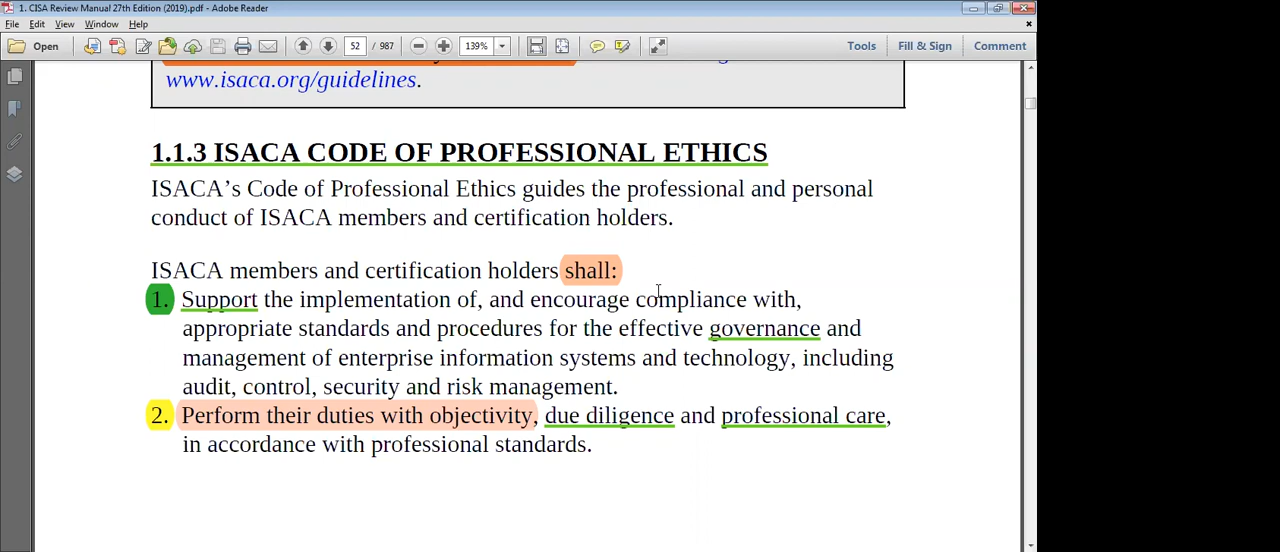 1. CISA Review Manual 27th Edition (2019).pdf - Adobe Reader
File Edit View Window Help
Open 52 / 987 139% Tools Fill & Sign Comment
www.isaca.org/guidelines.
1.1.3 ISACA CODE OF PROFESSIONAL ETHICS
ISACA’s Code of Professional Ethics guides the professional and personal
conduct of ISACA members and certification holders.
ISACA members and certification holders shall:
1. Support the implementation of, and encourage compliance with,
appropriate standards and procedures for the effective governance and
management of enterprise information systems and technology, including
audit, control, security and risk management.
2. Perform their duties with objectivity, due diligence and professional care,
in accordance with professional standards.